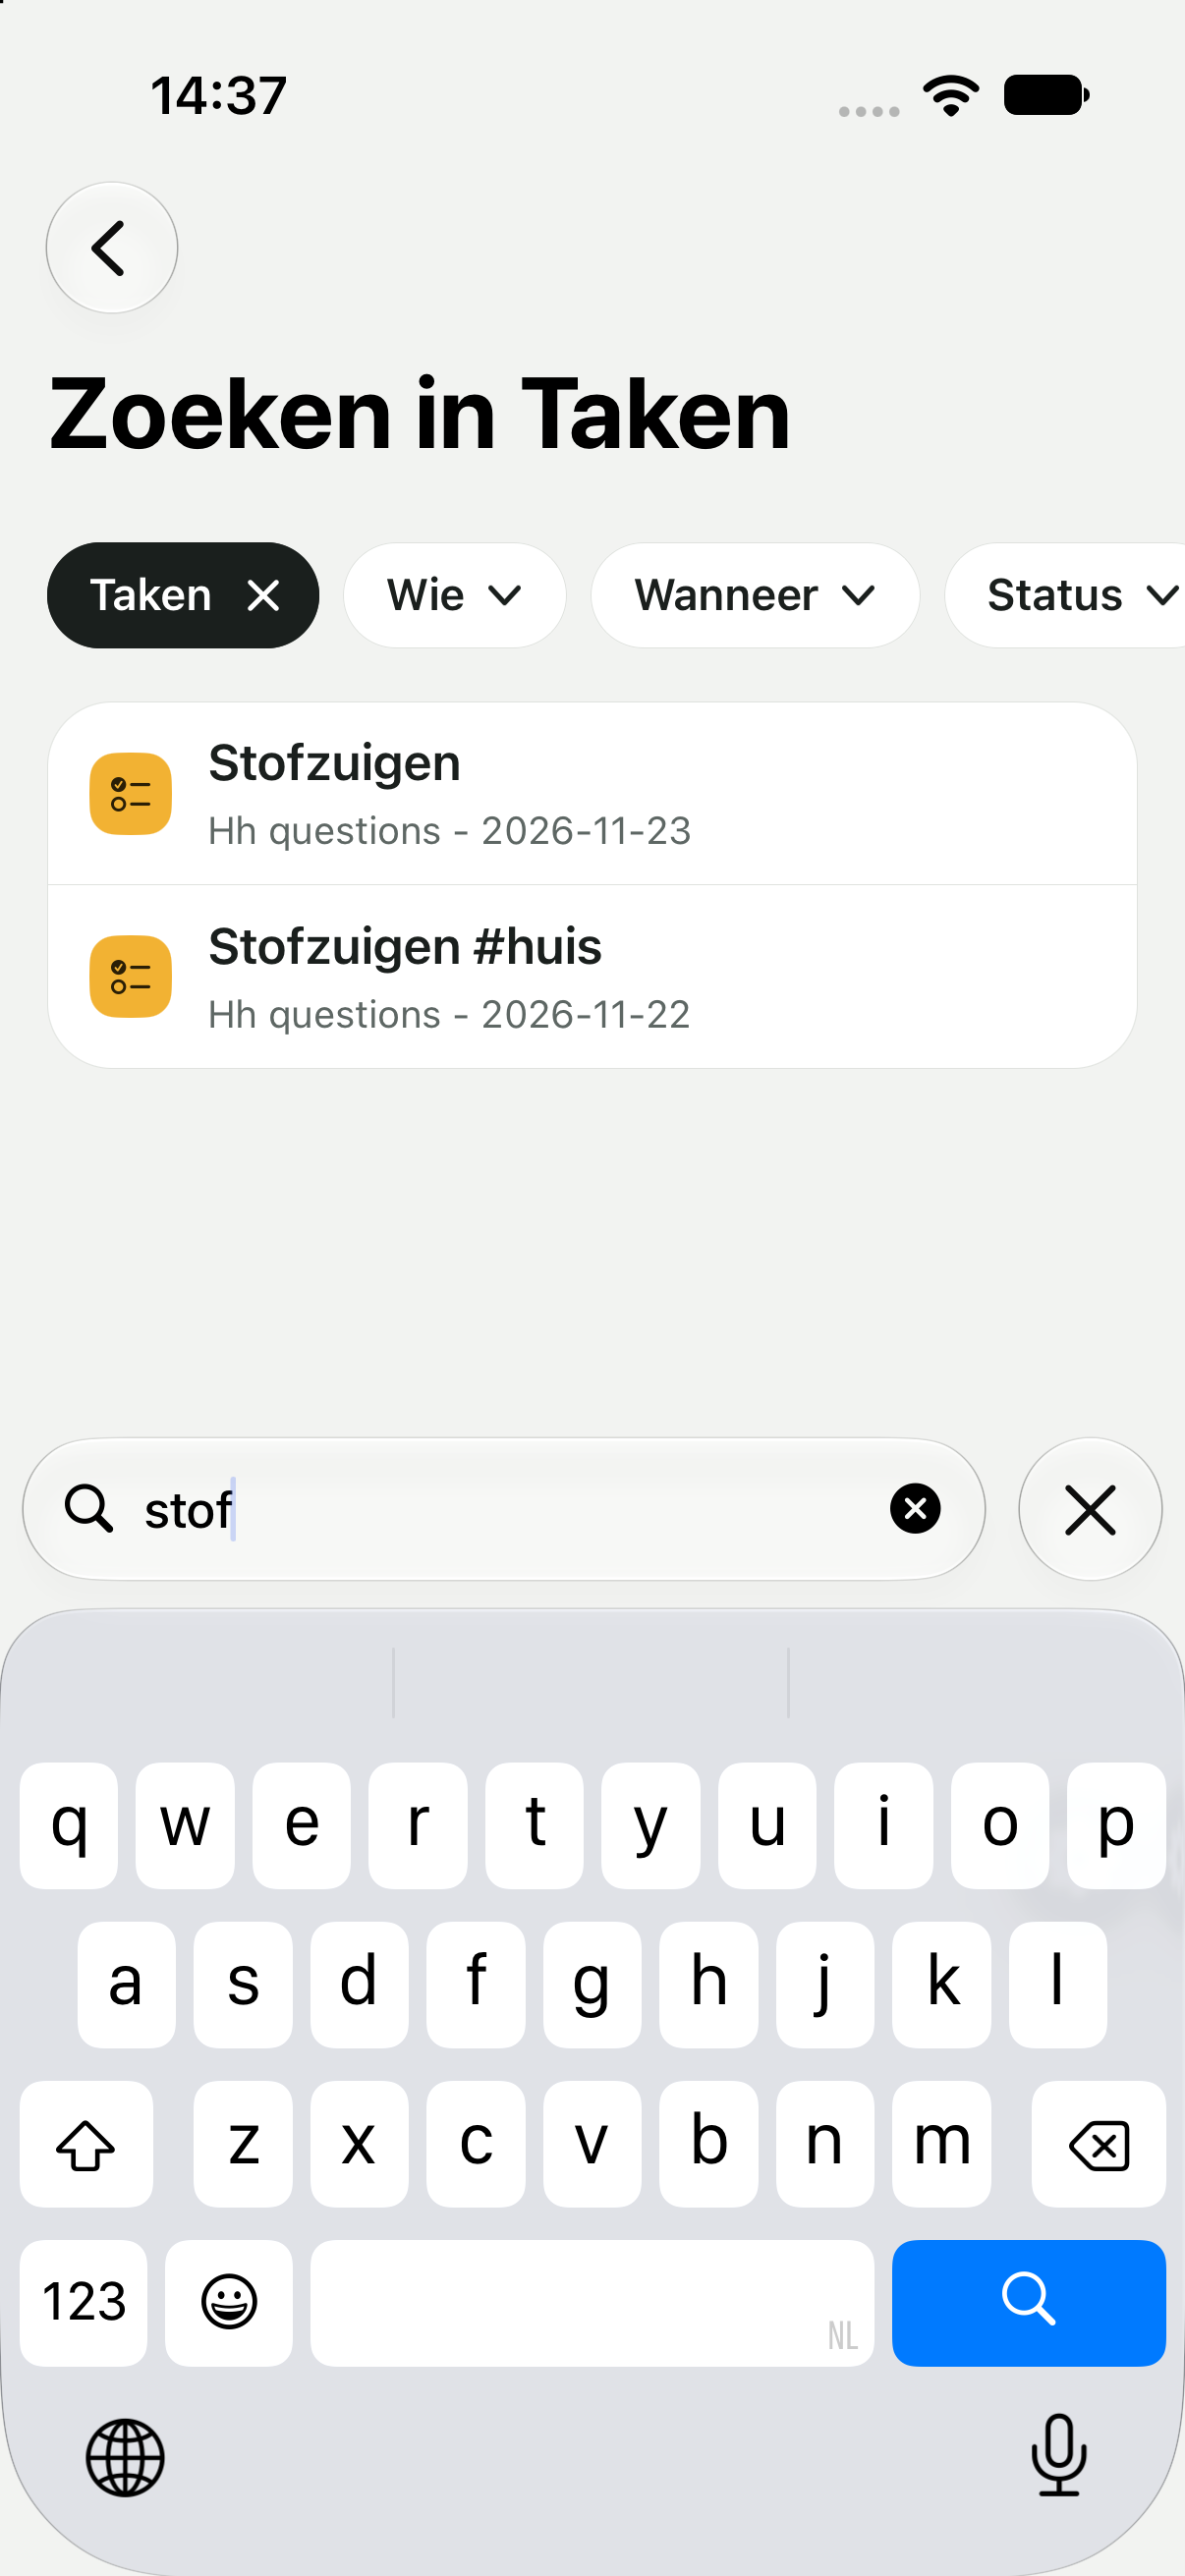 14:37
Zoeken in Taken
Taken Wie Wanneer Status
Stofzuigen
Hh questions - 2026-11-23
Stofzuigen #huis
Hh questions - 2026-11-22
stof
q w e r t y u i o p
a s d f g h j k l
z x c v b n m
123
NL